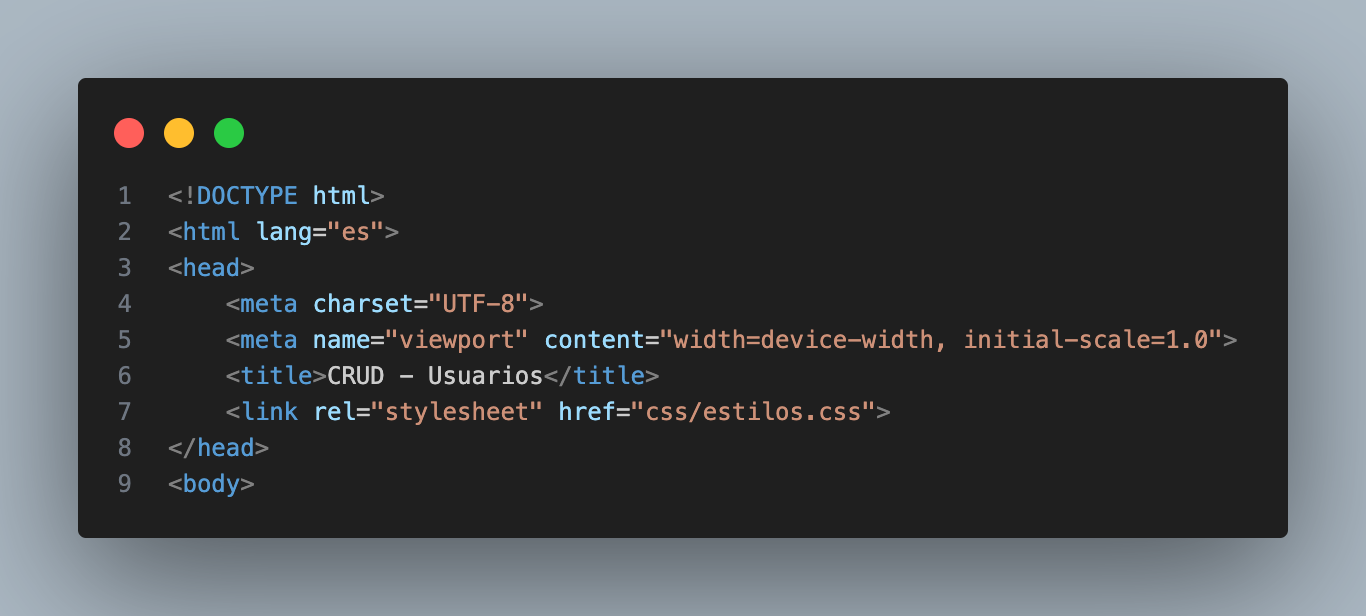 1 <!DOCTYPE html>
2 <html lang="es">
3 <head>
4     <meta charset="UTF-8">
5     <meta name="viewport" content="width=device-width, initial-scale=1.0">
6     <title>CRUD - Usuarios</title>
7     <link rel="stylesheet" href="css/estilos.css">
8 </head>
9 <body>